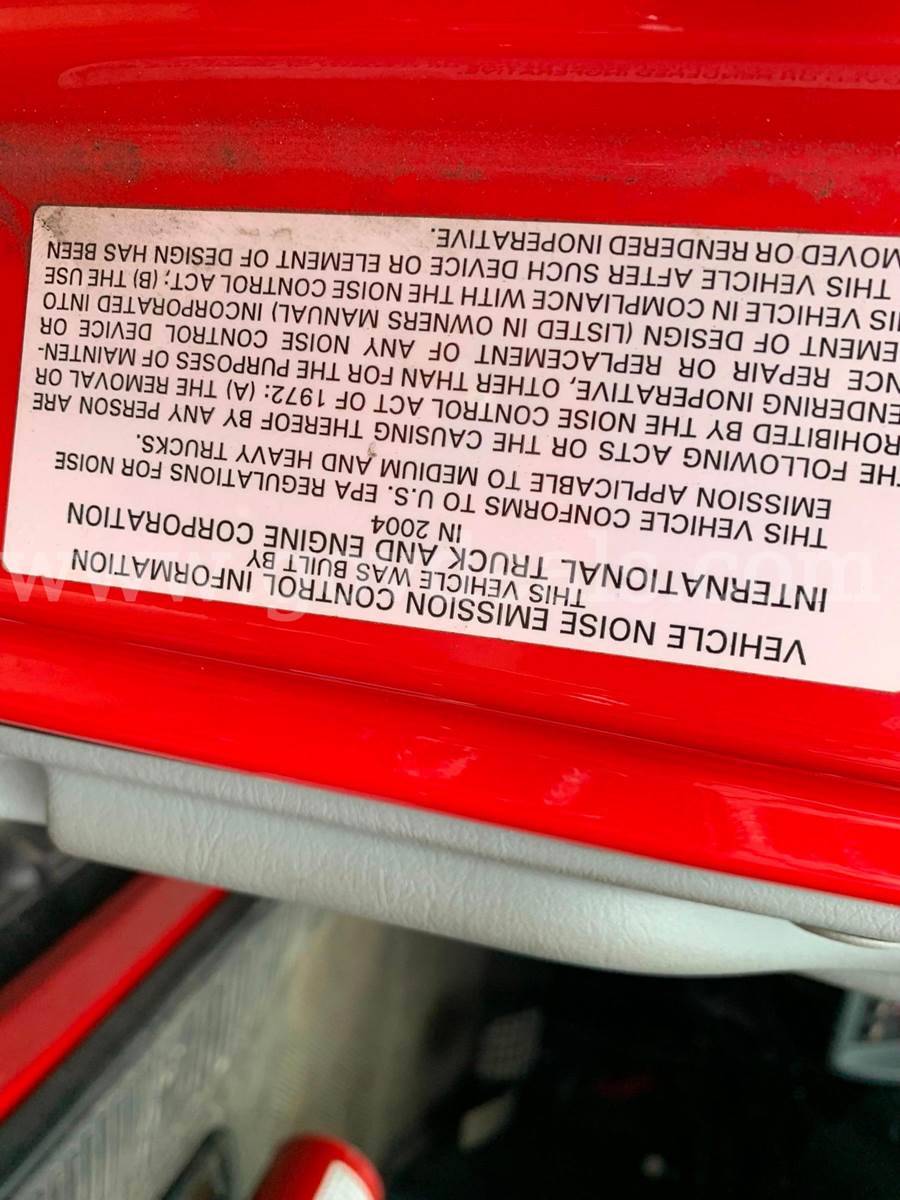 VEHICLE NOISE EMISSION CONTROL INFORMATION
THIS VEHICLE WAS BUILT BY
INTERNATIONAL TRUCK AND ENGINE CORPORATION
IN 2004
THIS VEHICLE CONFORMS TO U.S. EPA REGULATIONS FOR NOISE
EMISSION APPLICABLE TO MEDIUM AND HEAVY TRUCKS.
THE FOLLOWING ACTS OR THE CAUSING THEREOF BY ANY PERSON ARE
ROHIBITED BY THE NOISE CONTROL ACT OF 1972: (A) THE REMOVAL OR
ENDERING INOPERATIVE, OTHER THAN FOR THE PURPOSES OF MAINTEN-
NCE REPAIR OR REPLACEMENT OF ANY NOISE CONTROL DEVICE OR
EMENT OF DESIGN (LISTED IN OWNERS MANUAL) INCORPORATED INTO
IS VEHICLE IN COMPLIANCE WITH THE NOISE CONTROL ACT; (B) THE USE
THIS VEHICLE AFTER SUCH DEVICE OR ELEMENT OF DESIGN HAS BEEN
MOVED OR RENDERED INOPERATIVE.